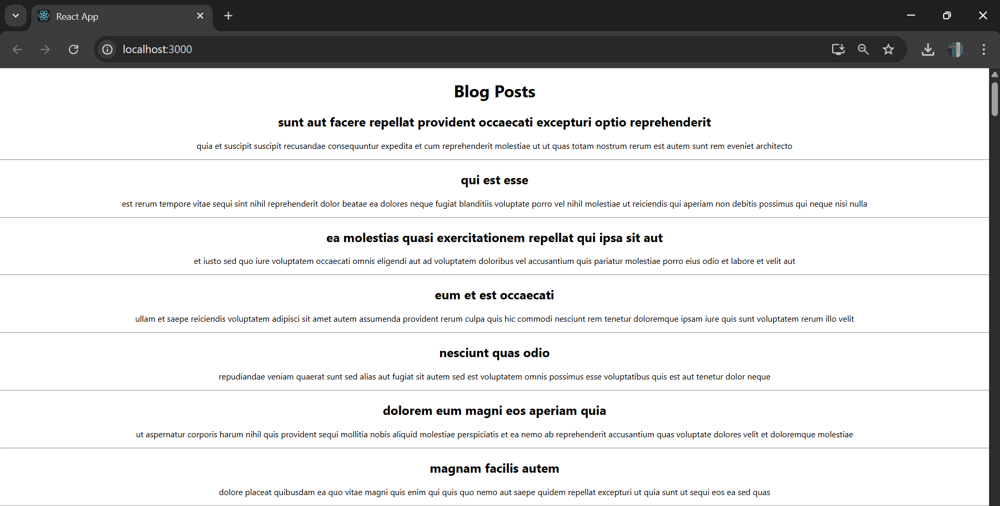 React App
localhost:3000
Blog Posts
sunt aut facere repellat provident occaecati excepturi optio reprehenderit
quia et suscipit suscipit recusandae consequuntur expedita et cum reprehenderit molestiae ut ut quas totam nostrum rerum est autem sunt rem eveniet architecto
qui est esse
est rerum tempore vitae sequi sint nihil reprehenderit dolor beatae ea dolores neque fugiat blanditiis voluptate porro vel nihil molestiae ut reiciendis qui aperiam non debitis possimus qui neque nisi nulla
ea molestias quasi exercitationem repellat qui ipsa sit aut
et iusto sed quo iure voluptatem occaecati omnis eligendi aut ad voluptatem doloribus vel accusantium quis pariatur molestiae porro eius odio et labore et velit aut
eum et est occaecati
ullam et saepe reiciendis voluptatem adipisci sit amet autem assumenda provident rerum culpa quis hic commodi nesciunt rem tenetur doloremque ipsam iure quis sunt voluptatem rerum illo velit
nesciunt quas odio
repudiandae veniam quaerat sunt sed alias aut fugiat sit autem sed est voluptatem omnis possimus esse voluptatibus quis est aut tenetur dolor neque
dolorem eum magni eos aperiam quia
ut aspernatur corporis harum nihil quis provident sequi mollitia nobis aliquid molestiae perspiciatis et ea nemo ab reprehenderit accusantium quas voluptate dolores velit et doloremque molestiae
magnam facilis autem
dolore placeat quibusdam ea quo vitae magni quis enim qui quis quo nemo aut saepe quidem repellat excepturi ut quia sunt ut sequi eos ea sed quas